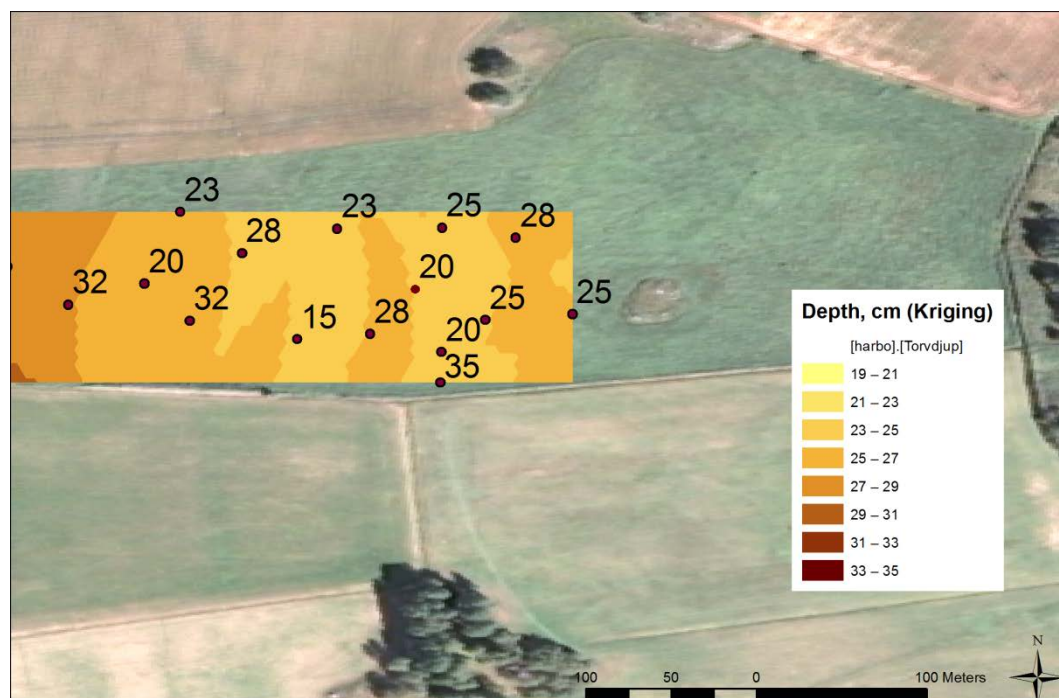 23
23
25
28
28
20
20
32
32
25
25
15
28
20
35
Depth, cm (Kriging)
[harbo].[Torvdjup]
19 – 21
21 – 23
23 – 25
25 – 27
27 – 29
29 – 31
31 – 33
33 – 35
100 50 0 100 Meters
N